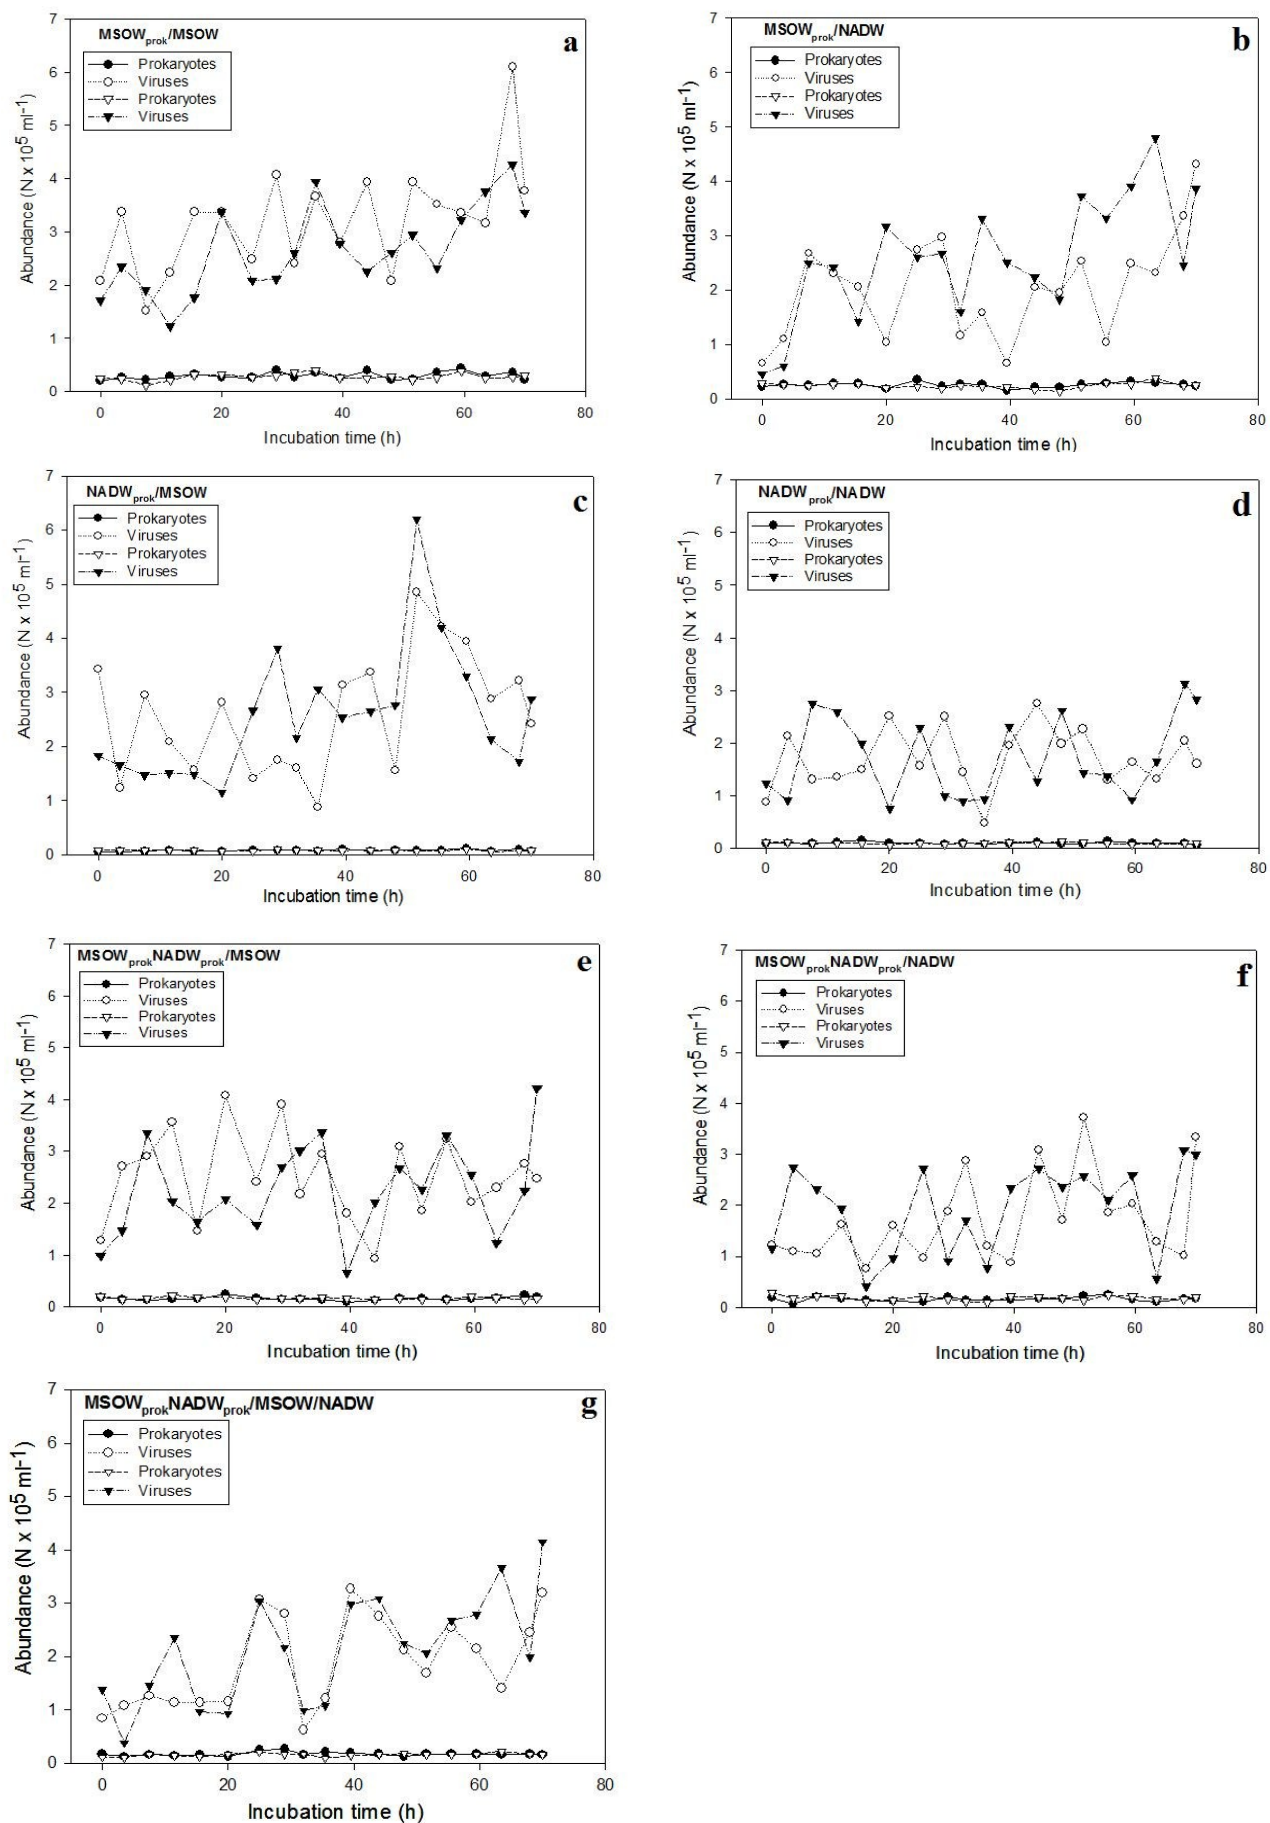 MSOWprok/MSOW
a
Prokaryotes
Viruses
Prokaryotes
Viruses
Abundance (N x 10⁵ ml⁻¹)
7
6
5
4
3
2
1
0
0 20 40 60 80
Incubation time (h)
MSOWprok/NADW
b
Prokaryotes
Viruses
Prokaryotes
Viruses
Abundance (N x 10⁵ ml⁻¹)
7
6
5
4
3
2
1
0
0 20 40 60 80
Incubation time (h)
NADWprok/MSOW
c
Prokaryotes
Viruses
Prokaryotes
Viruses
Abundance (N x 10⁵ ml⁻¹)
7
6
5
4
3
2
1
0
0 20 40 60 80
Incubation time (h)
NADWprok/NADW
d
Prokaryotes
Viruses
Prokaryotes
Viruses
Abundance (N x 10⁵ ml⁻¹)
7
6
5
4
3
2
1
0
0 20 40 60 80
Incubation time (h)
MSOWprokNADWprok/MSOW
e
Prokaryotes
Viruses
Prokaryotes
Viruses
Abundance (N x 10⁵ ml⁻¹)
7
6
5
4
3
2
1
0
0 20 40 60 80
Incubation time (h)
MSOWprokNADWprok/NADW
f
Prokaryotes
Viruses
Prokaryotes
Viruses
Abundance (N x 10⁵ ml⁻¹)
7
6
5
4
3
2
1
0
0 20 40 60 80
Incubation time (h)
MSOWprokNADWprok/MSOW/NADW
g
Prokaryotes
Viruses
Prokaryotes
Viruses
Abundance (N x 10⁵ ml⁻¹)
7
6
5
4
3
2
1
0
0 20 40 60 80
Incubation time (h)